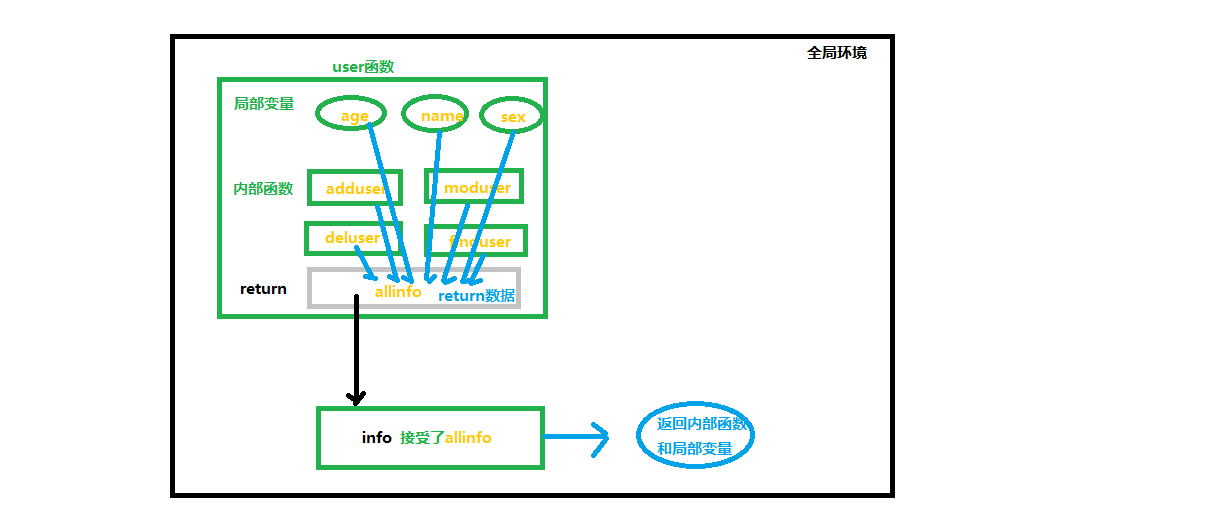 全局环境
user函数
局部变量 age name sex
内部函数 adduser moduser
deluser finduser
return allinfo return数据
info 接受了allinfo
返回内部函数
和局部变量